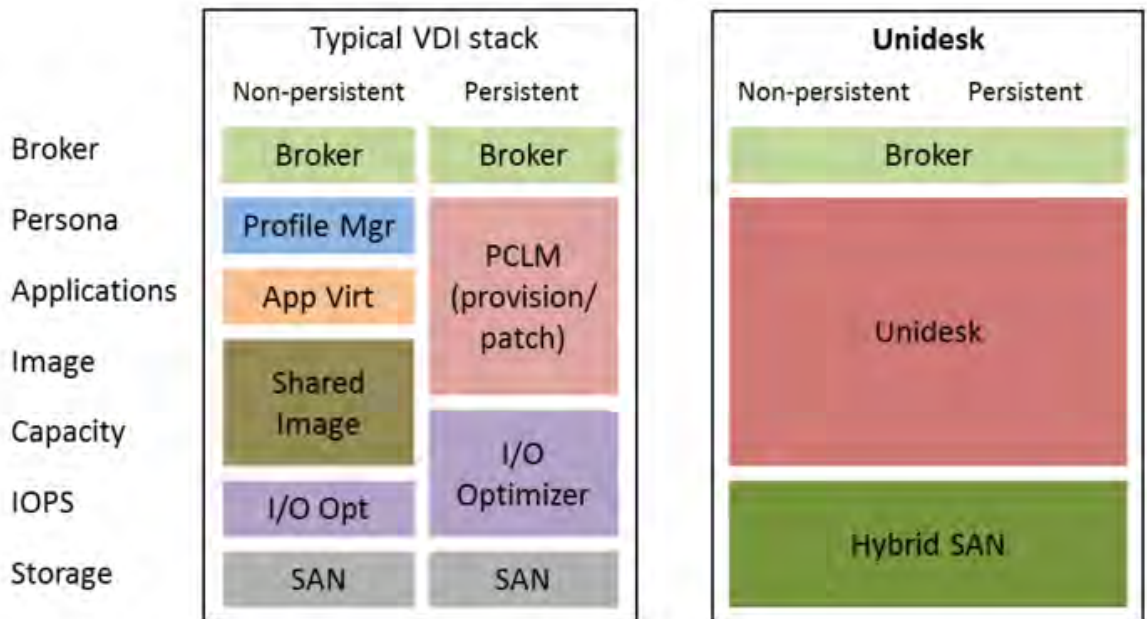 Typical VDI stack
Non-persistent
Persistent
Unidesk
Non-persistent
Persistent
Broker
Broker
Broker
Broker
Persona
Profile Mgr
PCLM
(provision/
patch)
Unidesk
Applications
App Virt
Image
Shared
Image
Capacity
I/O
Optimizer
IOPS
I/O Opt
Hybrid SAN
Storage
SAN
SAN